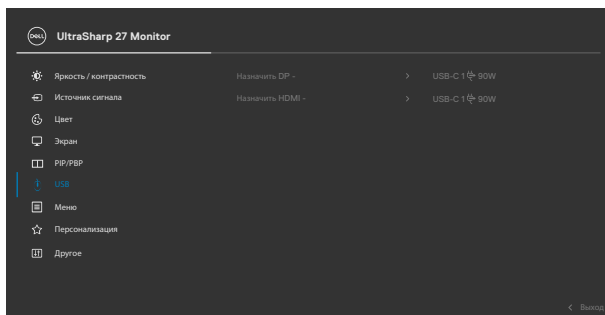 DELL UltraSharp 27 Monitor
Яркость / контрастность Назначить DP - > USB-C 1 90W
Источник сигнала Назначить HDMI - > USB-C 1 90W
Цвет
Экран
PIP/PBP
USB
Меню
Персонализация
Другое
< Выход